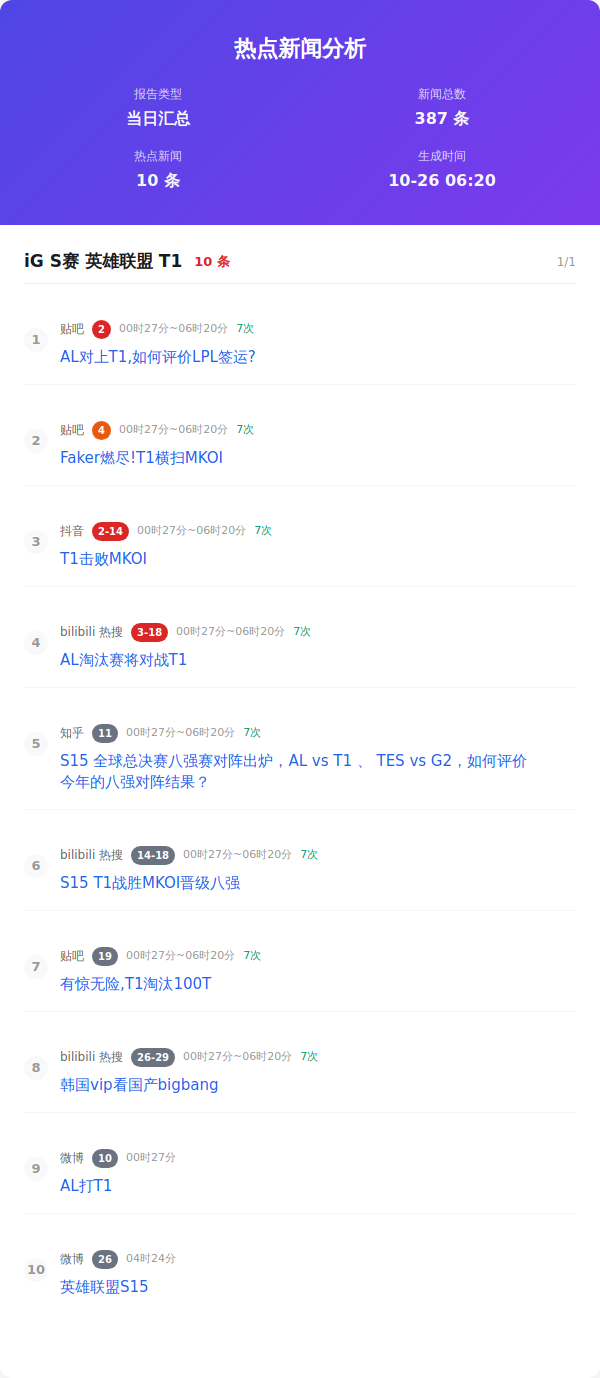 热点新闻分析
报告类型
新闻总数
当日汇总
387 条
热点新闻
生成时间
10 条
10-26 06:20
iG S赛 英雄联盟 T1 10 条 1/1
1
贴吧 2 00时27分~06时20分 7次
AL对上T1,如何评价LPL签运?
2
贴吧 4 00时27分~06时20分 7次
Faker燃尽!T1横扫MKOI
3
抖音 2-14 00时27分~06时20分 7次
T1击败MKOI
4
bilibili 热搜 3-18 00时27分~06时20分 7次
AL淘汰赛将对战T1
5
知乎 11 00时27分~06时20分 7次
S15 全球总决赛八强赛对阵出炉，AL vs T1 、 TES vs G2，如何评价
今年的八强对阵结果？
6
bilibili 热搜 14-18 00时27分~06时20分 7次
S15 T1战胜MKOI晋级八强
7
贴吧 19 00时27分~06时20分 7次
有惊无险,T1淘汰100T
8
bilibili 热搜 26-29 00时27分~06时20分 7次
韩国vip看国产bigbang
9
微博 10 00时27分
AL打T1
10
微博 26 04时24分
英雄联盟S15